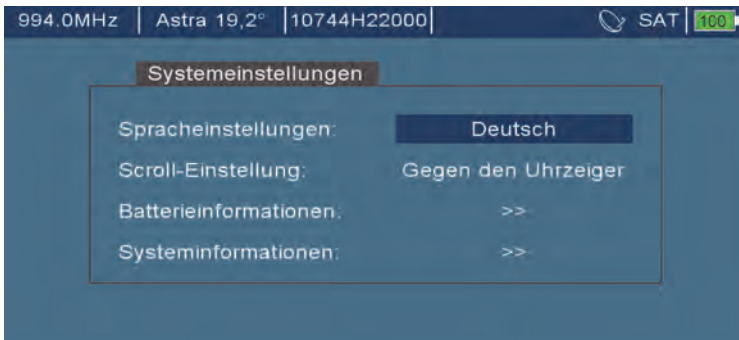 994.0MHz Astra 19,2° 10744H22000 SAT 100
Systemeinstellungen
Spracheinstellungen: Deutsch
Scroll-Einstellung: Gegen den Uhrzeiger
Batterieinformationen: >>
Systeminformationen: >>